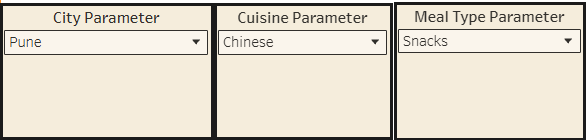 City Parameter
Pune
Cuisine Parameter
Chinese
Meal Type Parameter
Snacks